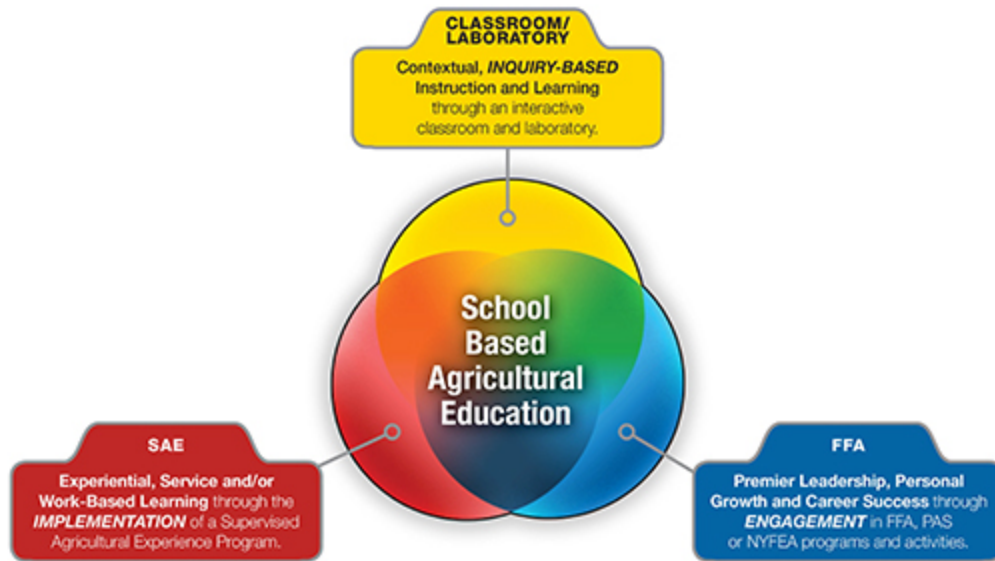 CLASSROOM/
LABORATORY
Contextual, INQUIRY-BASED
Instruction and Learning
through an interactive
classroom and laboratory.
School
Based
Agricultural
Education
SAE
Experiential, Service and/or
Work-Based Learning through the
IMPLEMENTATION of a Supervised
Agricultural Experience Program.
FFA
Premier Leadership, Personal
Growth and Career Success through
ENGAGEMENT in FFA, PAS
or NYFEA programs and activities.